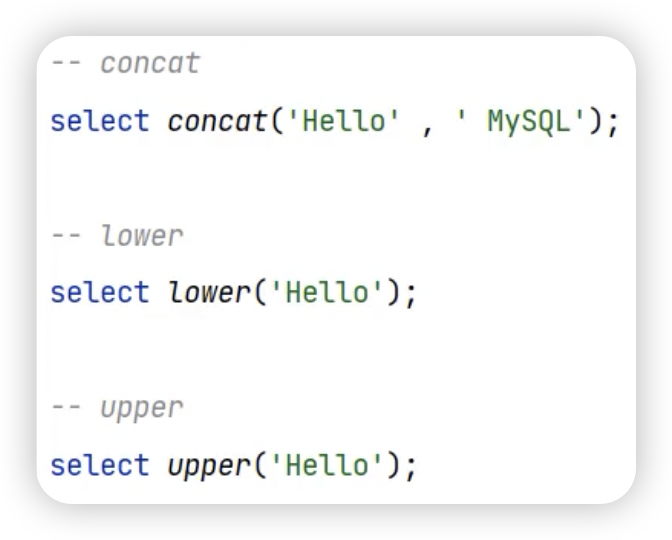 -- concat
select concat('Hello' , ' MySQL');
-- lower
select lower('Hello');
-- upper
select upper('Hello');